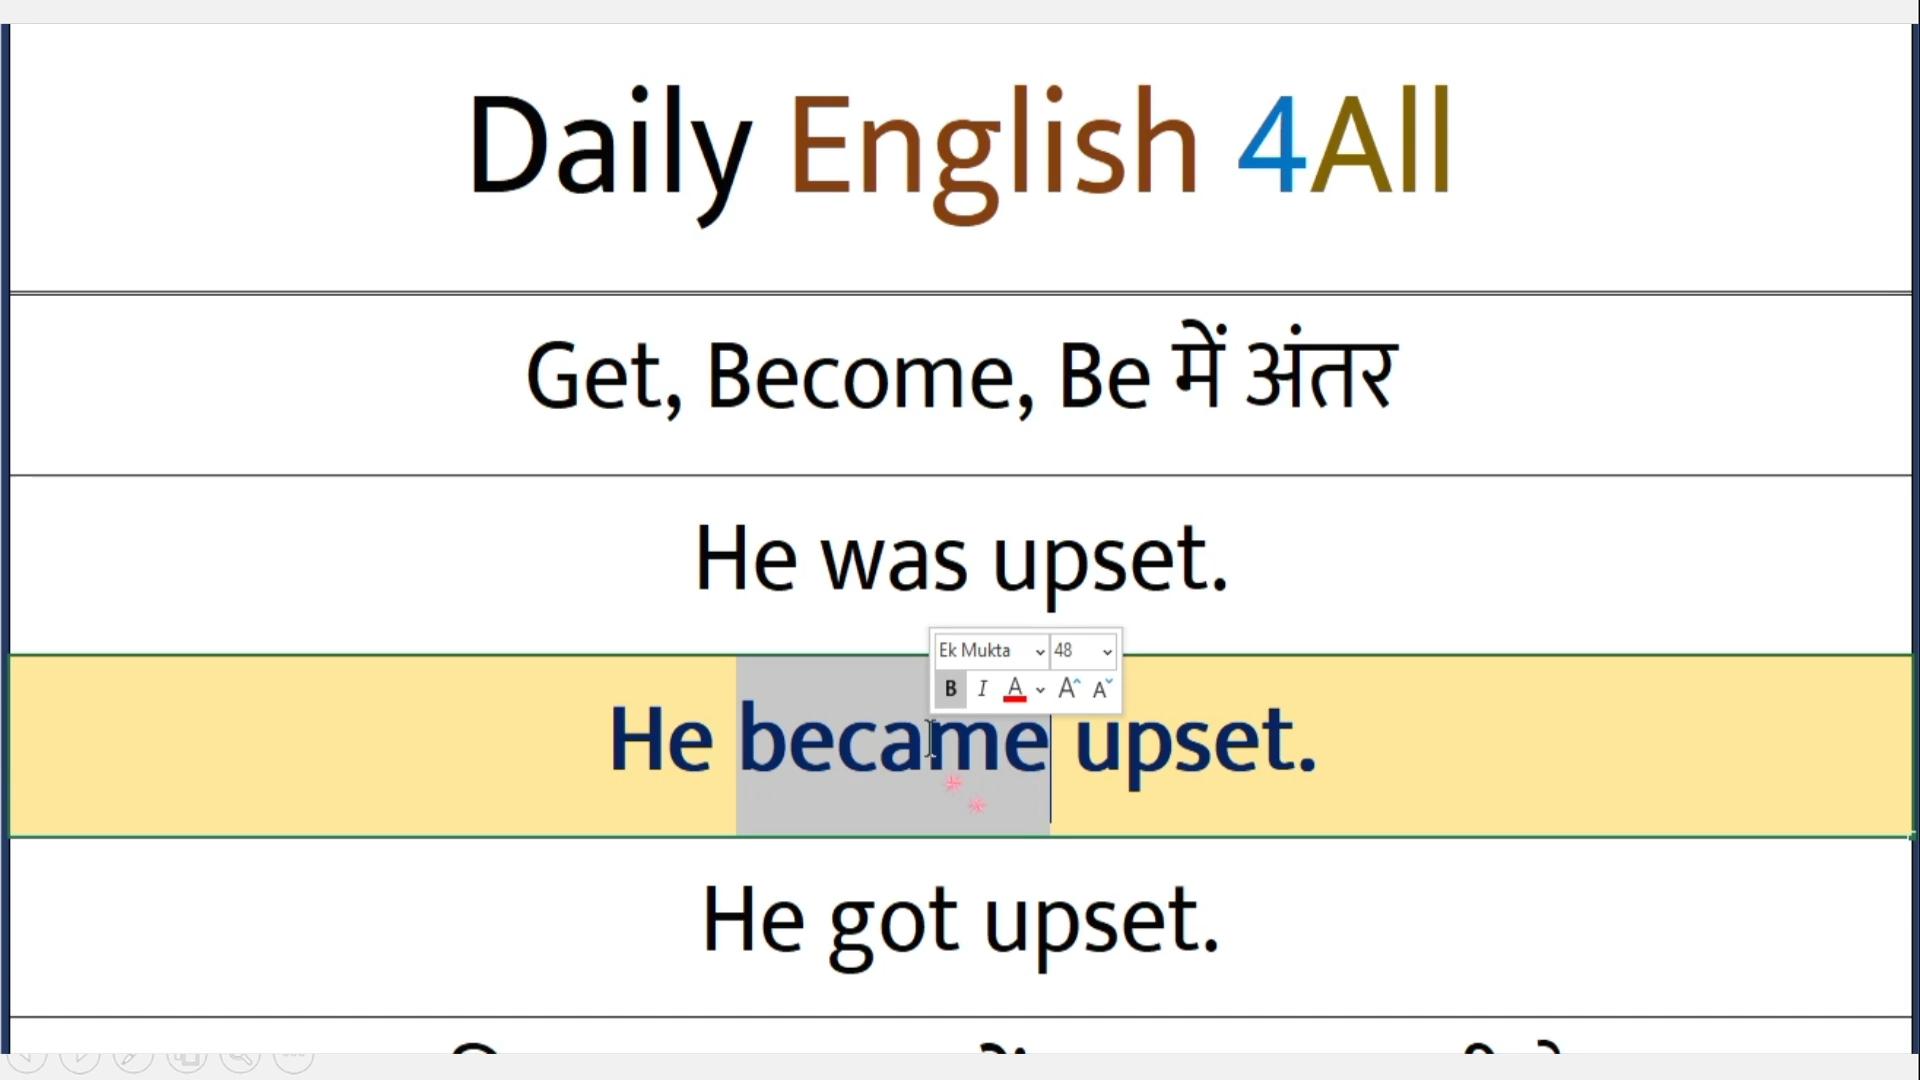 Daily English 4All
Get, Become, Be में अंतर
He was upset.
Ek Mukta 48
B I A A A
He became upset.
He got upset.